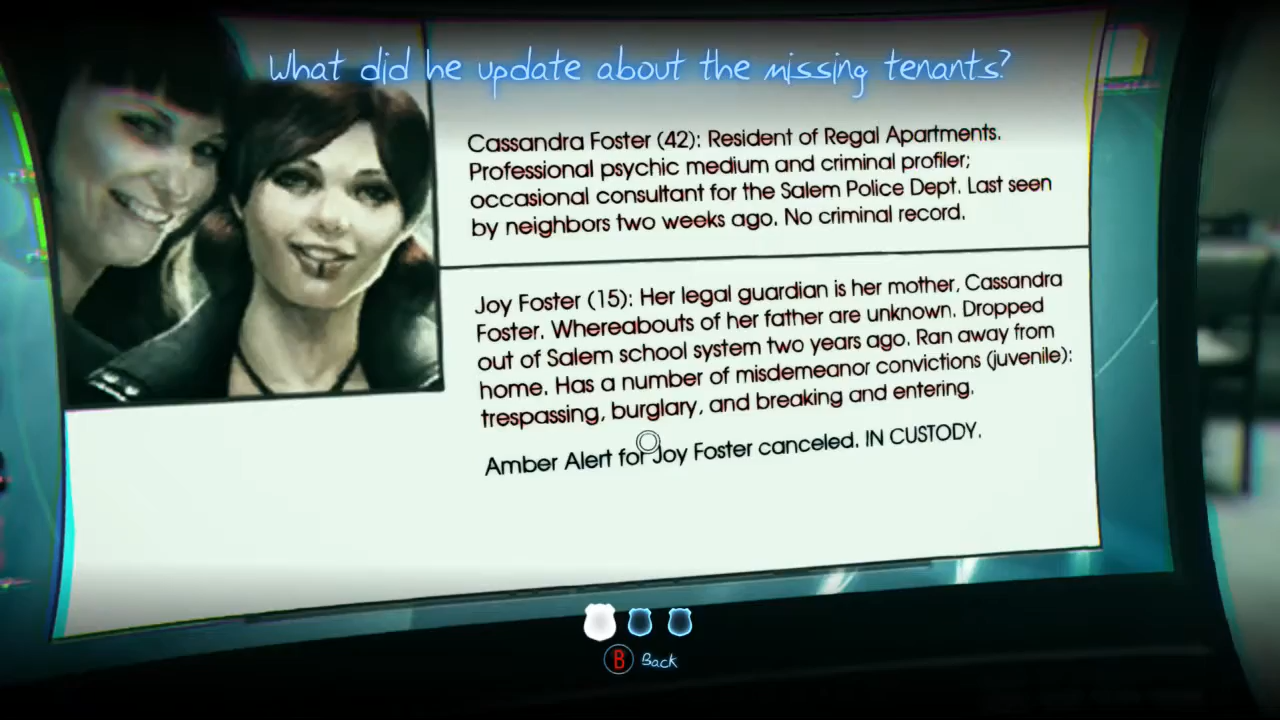 What did he update about the missing tenants?
Cassandra Foster (42): Resident of Regal Apartments.
Professional psychic medium and criminal profiler;
occasional consultant for the Salem Police Dept. Last seen
by neighbors two weeks ago. No criminal record.
Joy Foster (15): Her legal guardian is her mother, Cassandra
Foster. Whereabouts of her father are unknown. Dropped
out of Salem school system two years ago. Ran away from
home. Has a number of misdemeanor convictions (juvenile):
trespassing, burglary, and breaking and entering.
Amber Alert for Joy Foster canceled. IN CUSTODY.
B Back